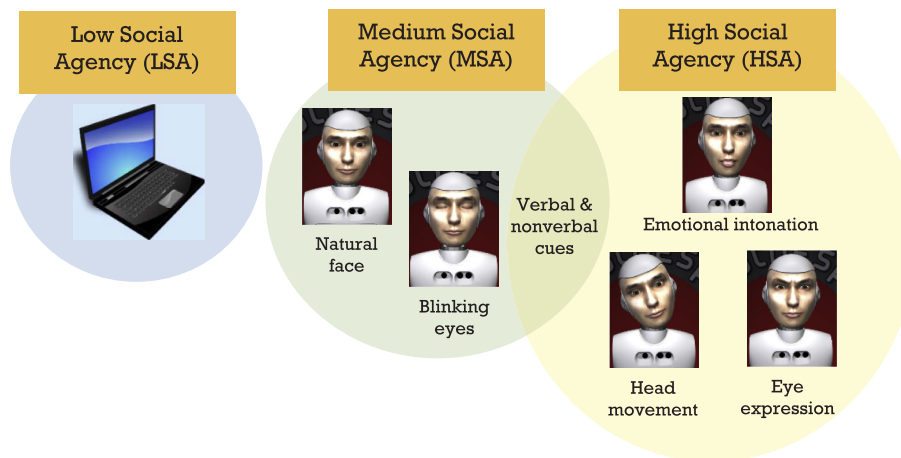 Low Social
Agency (LSA)
Medium Social
Agency (MSA)
High Social
Agency (HSA)
Natural
face
Blinking
eyes
Verbal &
nonverbal
cues
Emotional intonation
Head
movement
Eye
expression